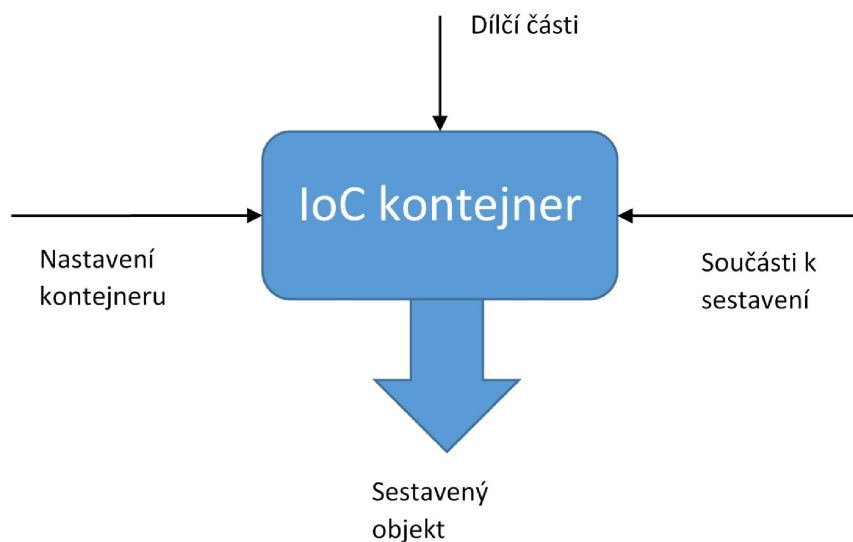 Dílčí části
IoC kontejner
Nastavení
kontejneru
Součásti k
sestavení
Sestavený
objekt